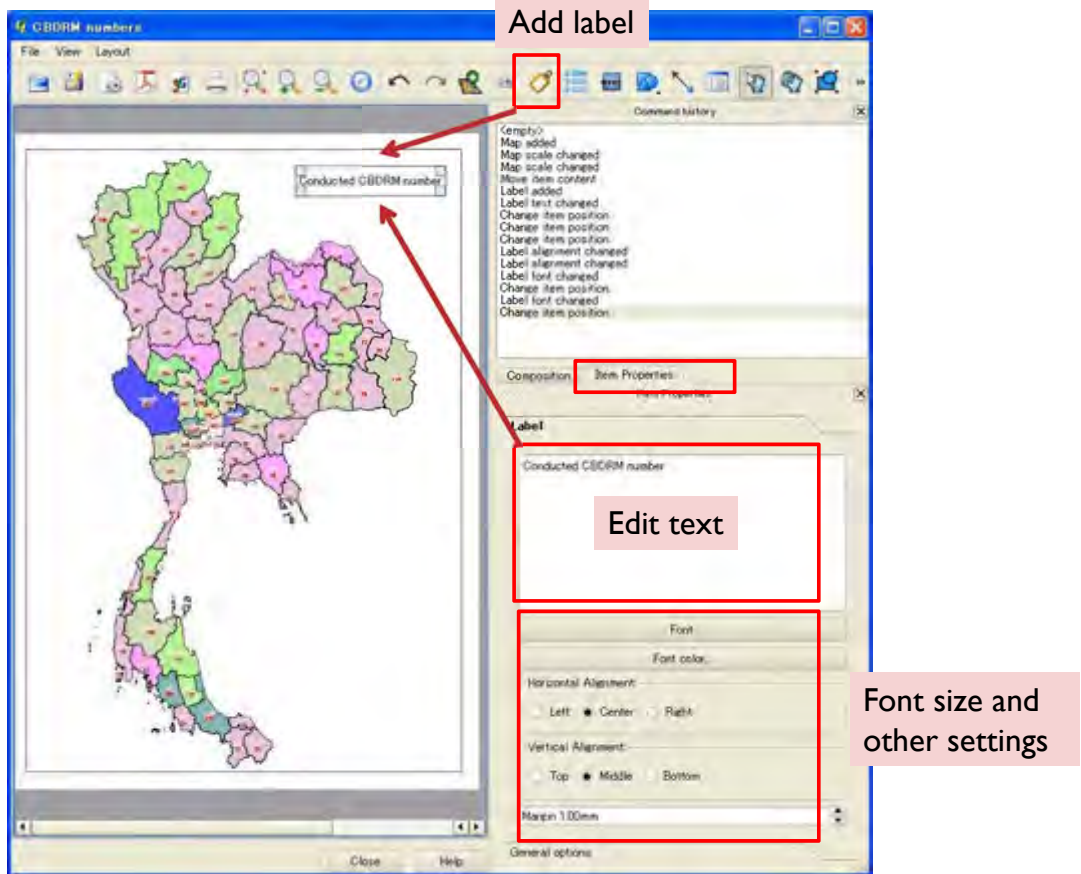 Add label
CBDRM numbers
File View Layout
Command history
<empty>
Map added
Map scale changed
Map scale changed
Move item content
Label added
Label text changed
Change item position
Change item position
Change item position
Label alignment changed
Label alignment changed
Label font changed
Change item position
Label font changed
Change item position
Conducted CBDRM number
Composition Item Properties
Item Properties
Label
Conducted CBDRM number
Edit text
Font
Font color...
Horizontal Alignment:
Left Center Right
Vertical Alignment:
Top Middle Bottom
Margin 1.00mm
General options
Font size and
other settings
Close Help